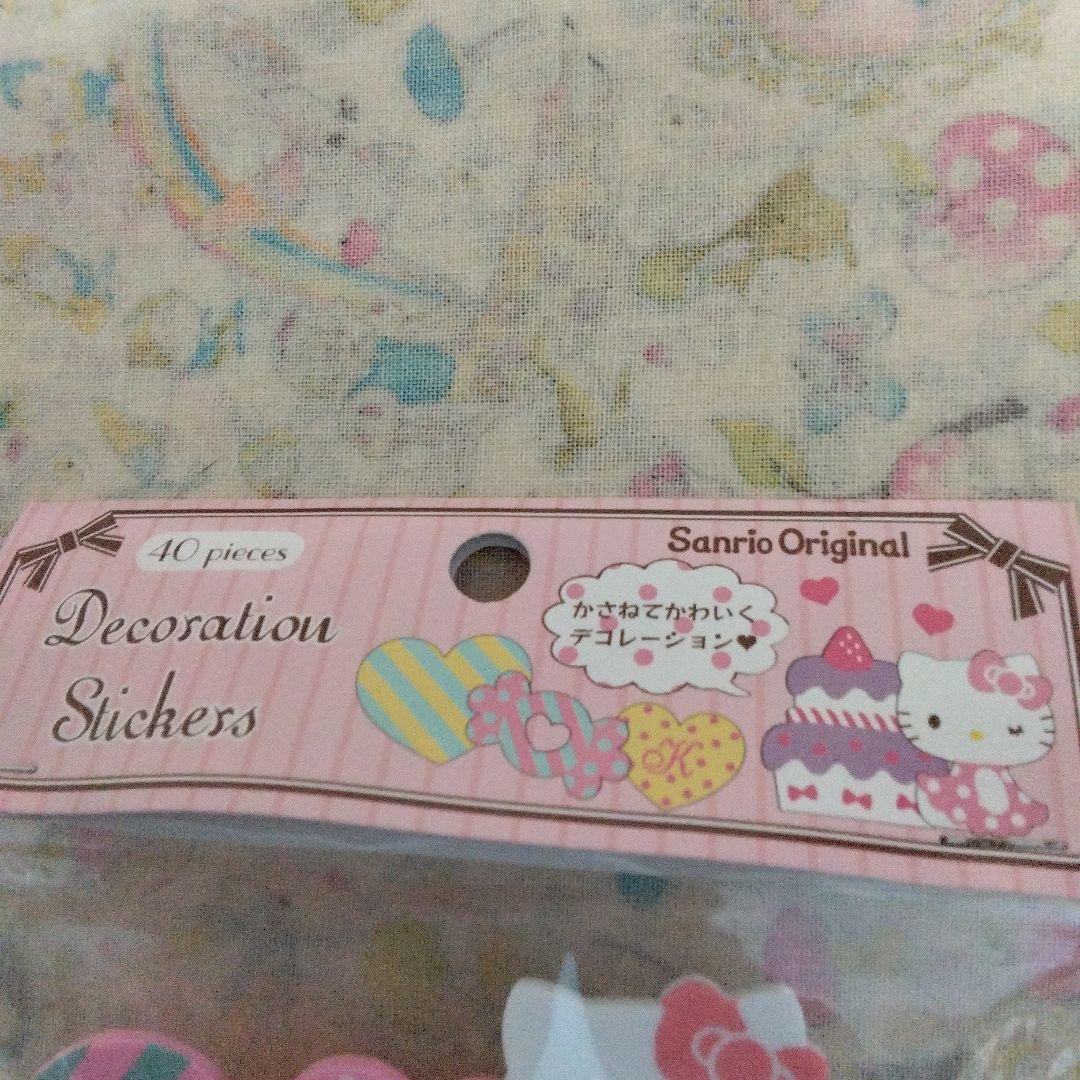 40 pieces
Sanrio Original
Decoration
Stickers
かさねてかわいく
デコレーション♥
K